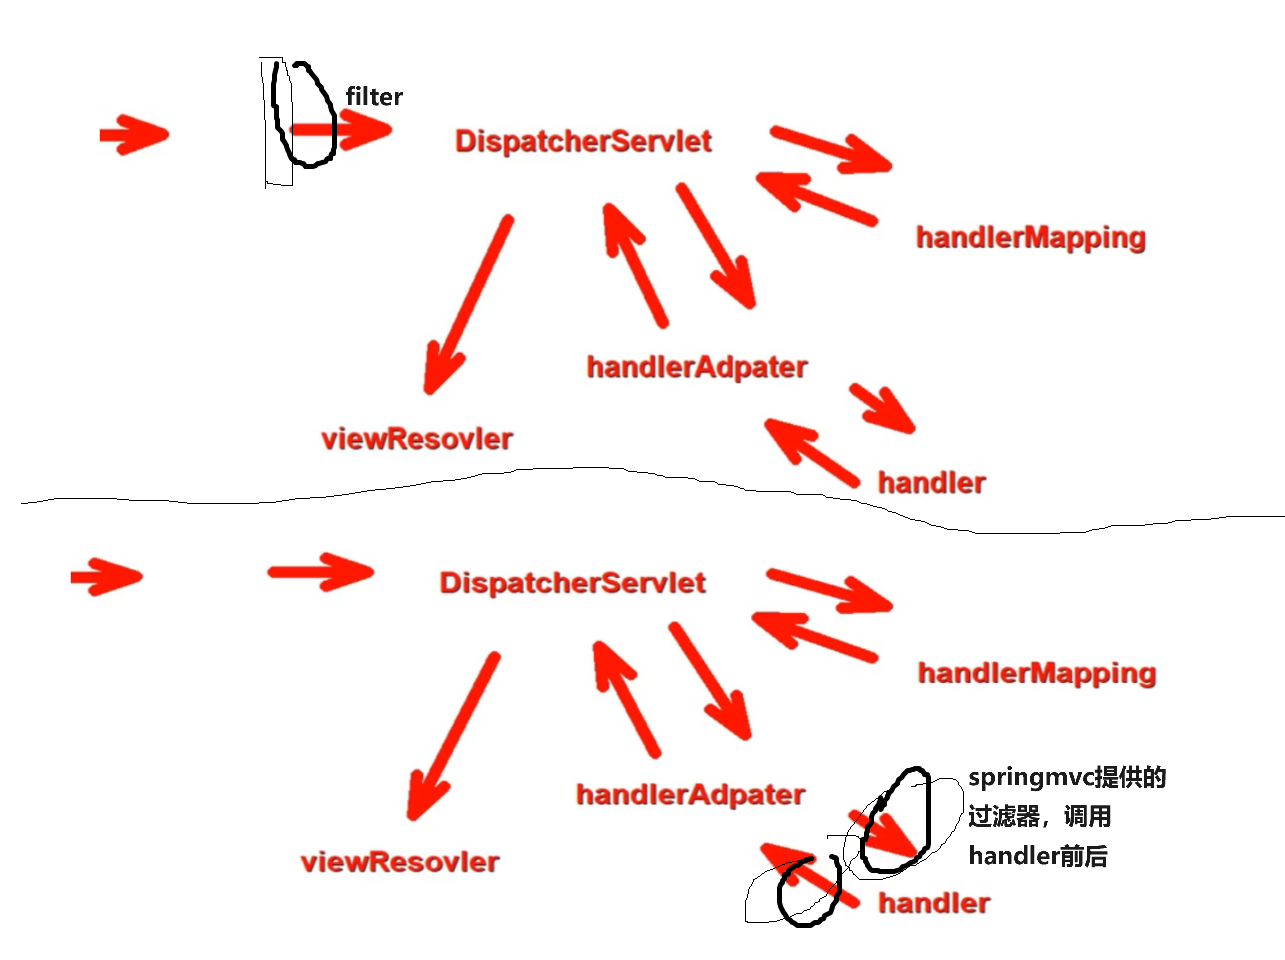 filter
DispatcherServlet
handlerMapping
handlerAdpater
viewResovler
handler
DispatcherServlet
handlerMapping
springmvc提供的
过滤器，调用
handler前后
handlerAdpater
viewResovler
handler